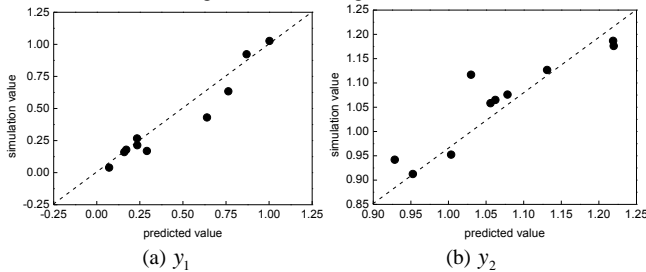 1.25
1.00
0.75
0.50
0.25
0.00
-0.25
simulation value
-0.25 0.00 0.25 0.50 0.75 1.00 1.25
predicted value
(a) y₁
1.25
1.20
1.15
1.10
1.05
1.00
0.95
0.90
0.85
simulation value
0.90 0.95 1.00 1.05 1.10 1.15 1.20 1.25
predicted value
(b) y₂